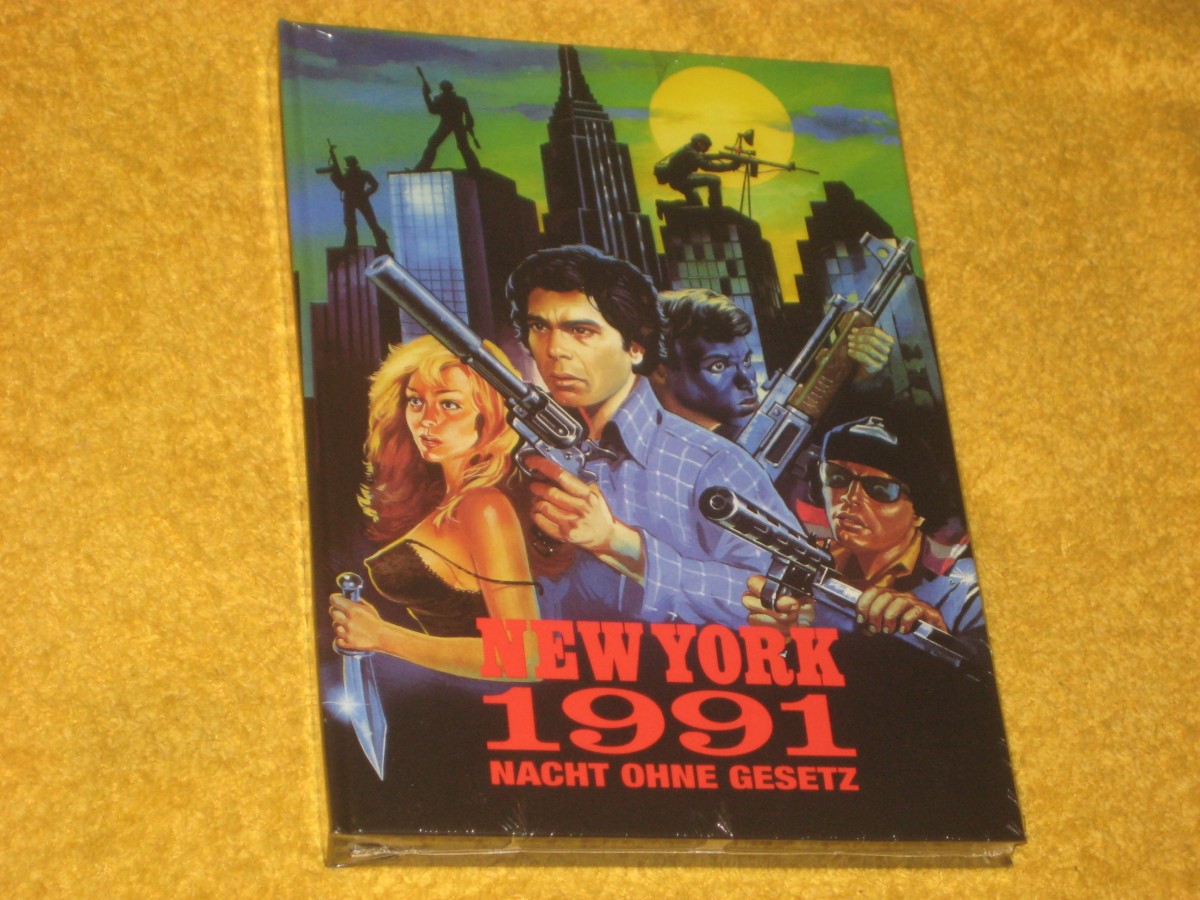 NEW YORK
1991
NACHT OHNE GESETZ